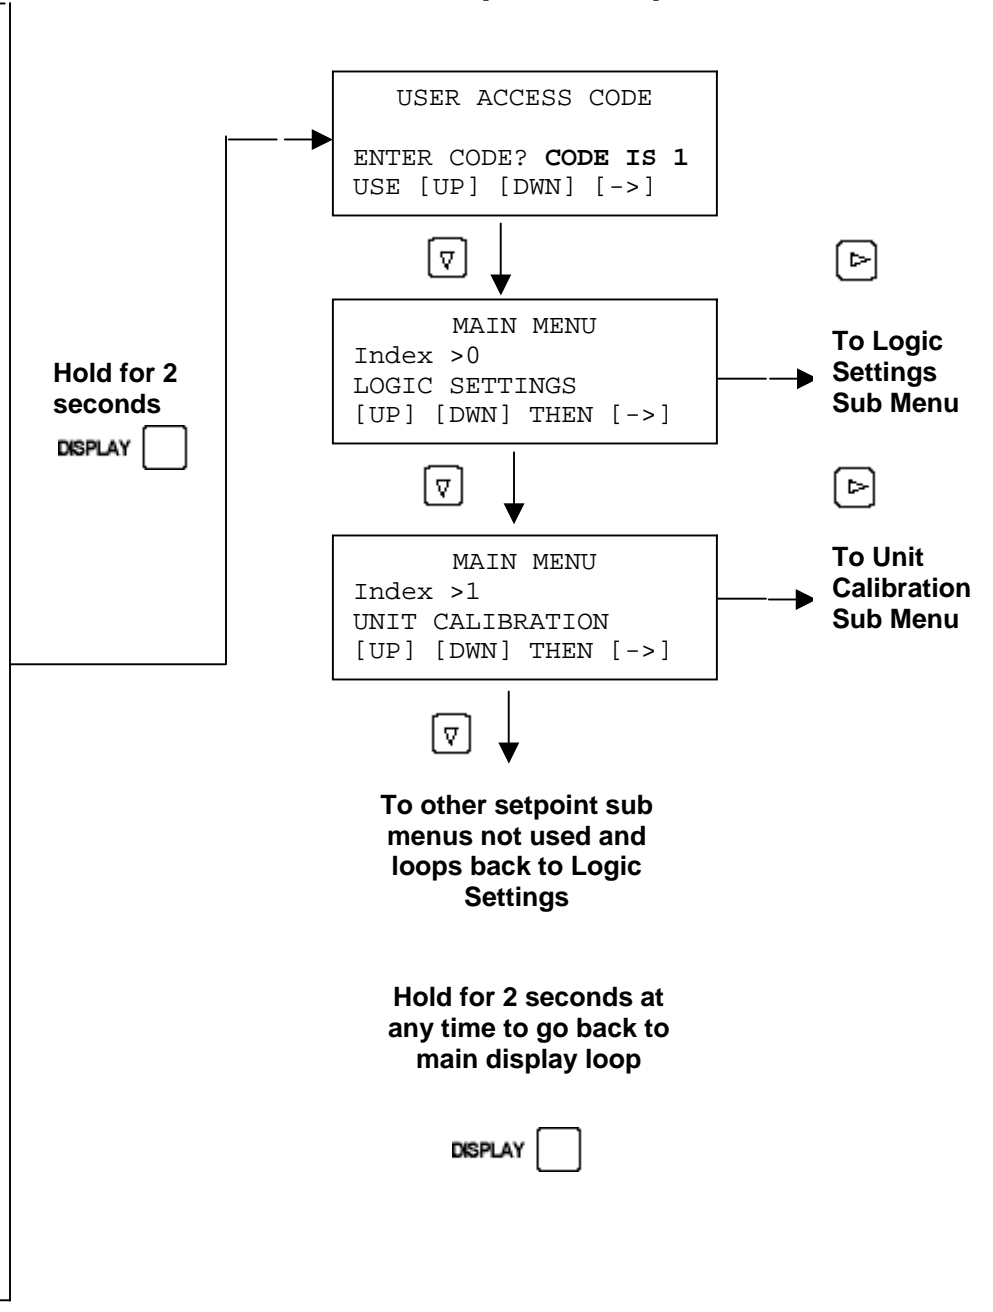 USER ACCESS CODE
ENTER CODE? CODE IS 1
USE [UP] [DWN] [->]
MAIN MENU
Index >0
LOGIC SETTINGS
[UP] [DWN] THEN [->]
To Logic
Settings
Sub Menu
Hold for 2
seconds
DISPLAY
MAIN MENU
Index >1
UNIT CALIBRATION
[UP] [DWN] THEN [->]
To Unit
Calibration
Sub Menu
To other setpoint sub
menus not used and
loops back to Logic
Settings
Hold for 2 seconds at
any time to go back to
main display loop
DISPLAY